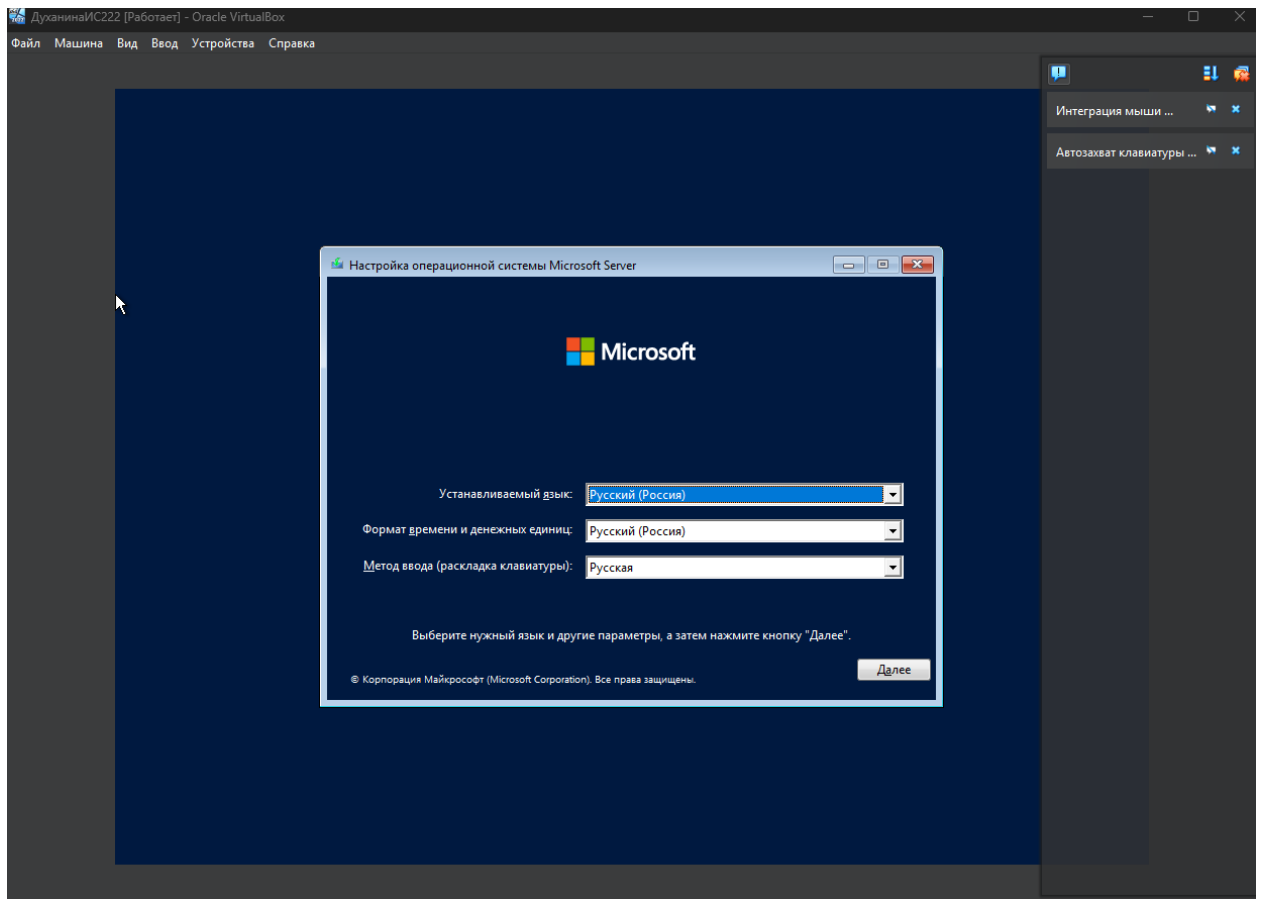 ДуханинаИС222 [Работает] - Oracle VirtualBox
Файл Машина Вид Ввод Устройства Справка
Интеграция мыши ...
Автозахват клавиатуры ...
Настройка операционной системы Microsoft Server
Microsoft
Устанавливаемый язык: Русский (Россия)
Формат времени и денежных единиц: Русский (Россия)
Метод ввода (раскладка клавиатуры): Русская
Выберите нужный язык и другие параметры, а затем нажмите кнопку "Далее".
Далее
© Корпорация Майкрософт (Microsoft Corporation). Все права защищены.